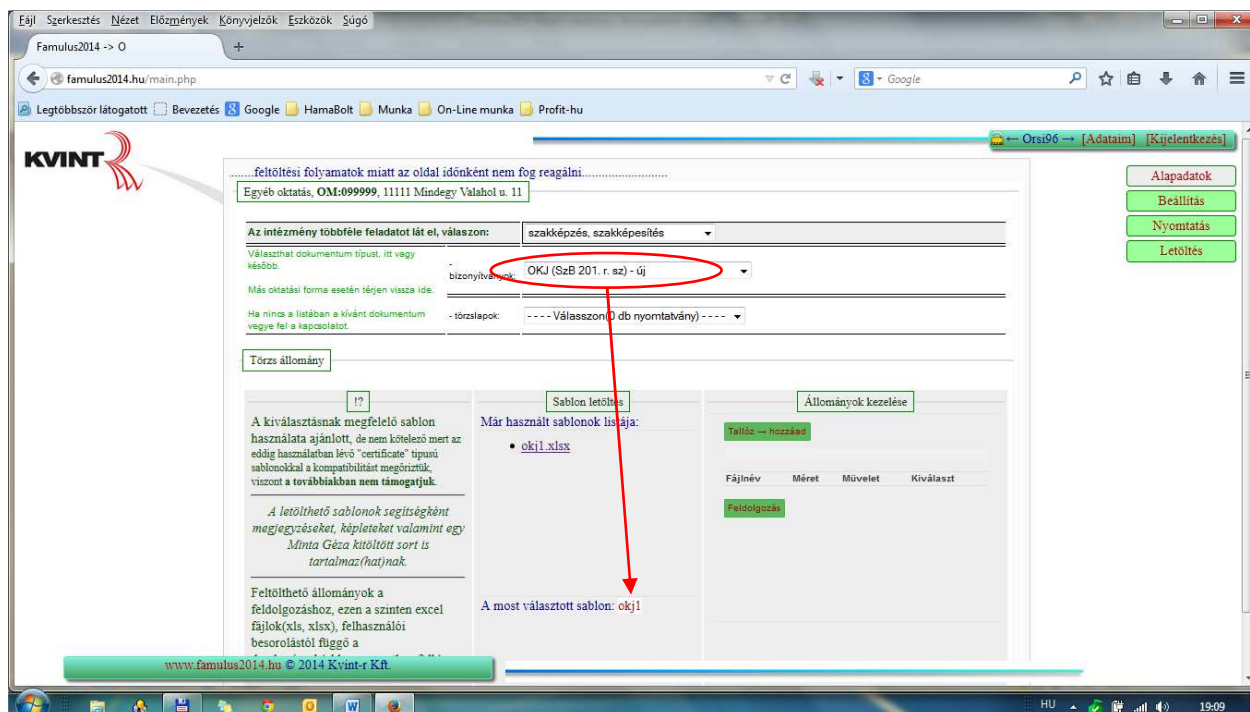 Fájl Szerkesztés Nézet Előzmények Könyvjelzők Eszközök Súgó
Famulus2014 -> O
famulus2014.hu/main.php
Google
Legtöbbször látogatott Bevezetés Google HamaBolt Munka On-Line munka Profit-hu
← Orsi96 → [Adataim] [Kijelentkezés]
KVINT
.......feltöltési folyamatok miatt az oldal időnként nem fog reagálni..........................
Egyéb oktatás, OM:099999, 11111 Mindegy Valahol u. 11
Alapadatok
Beállítás
Nyomtatás
Letöltés
Az intézmény többféle feladatot lát el, válaszon:
szakképzés, szakképesítés
Választhat dokumentum típust, itt vagy
később.
Más oktatási forma esetén térjen vissza ide.
Ha nincs a listában a kívánt dokumentum
vegye fel a kapcsolatot.
- bizonyítványok:
OKJ (SzB 201. r. sz) - új
- törzslapok:
- - - - Válasszon(0 db nyomtatvány) - - - -
Törzs állomány
!?
A kiválasztásnak megfelelő sablon
használata ajánlott, de nem kötelező mert az
eddig használatban lévő "certificate" tipusú
sablonokkal a kompatibilitást megőriztük,
viszont a továbbiakban nem támogatjuk.
A letölthető sablonok segítségként
megjegyzéseket, képleteket valamint egy
Minta Géza kitöltött sort is
tartalmaz(hat)nak.
Feltölthető állományok a
feldolgozáshoz, ezen a szinten excel
fájlok(xls, xlsx), felhasználói
besorolástól függő a
Sablon letöltés
Már használt sablonok listája:
• okj1.xlsx
A most választott sablon: okj1
Állományok kezelése
Tallóz → hozzáad
Fájlnév Méret Művelet Kiválaszt
Feldolgozás
www.famulus2014.hu © 2014 Kvint-r Kft.
HU 19:09